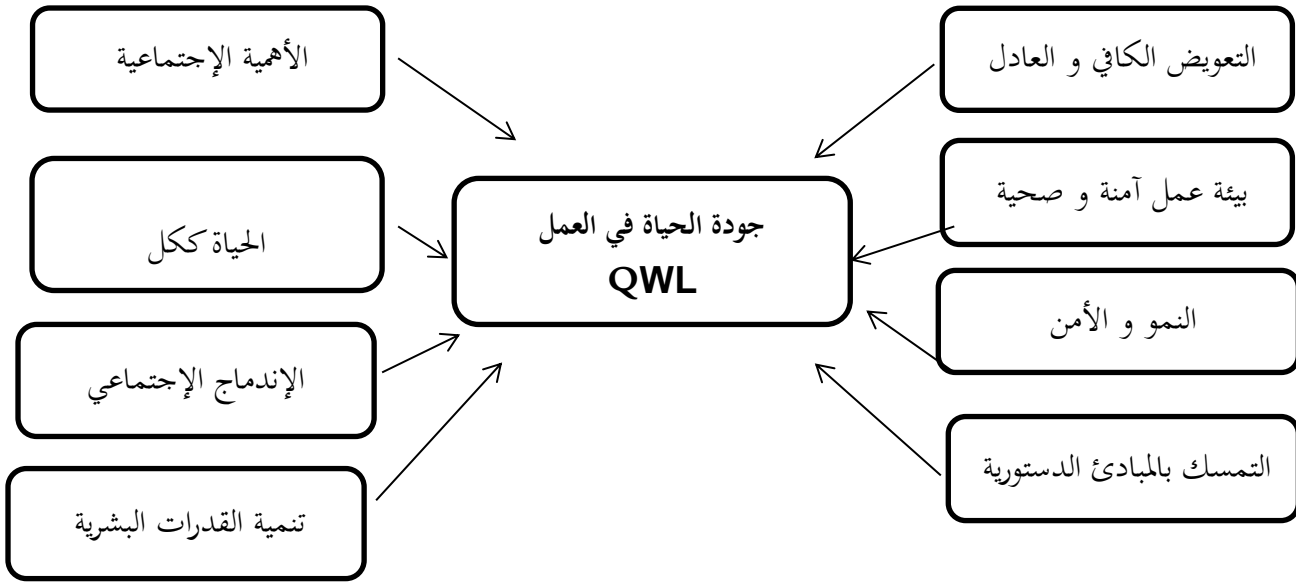 التعويض الكافي و العادل
بيئة عمل آمنة و صحية
النمو و الأمن
التمسك بالمبادئ الدستورية
جودة الحياة في العمل
QWL
الأهمية الإجتماعية
الحياة ككل
الإندماج الإجتماعي
تنمية القدرات البشرية